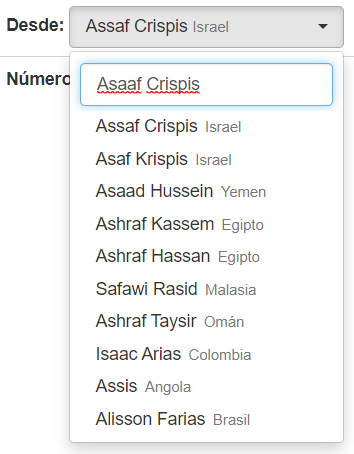 Desde: Assaf Crispis Israel
Número
Asaaf Crispis
Assaf Crispis Israel
Asaf Krispis Israel
Asaad Hussein Yemen
Ashraf Kassem Egipto
Ashraf Hassan Egipto
Safawi Rasid Malasia
Ashraf Taysir Omán
Isaac Arias Colombia
Assis Angola
Alisson Farias Brasil